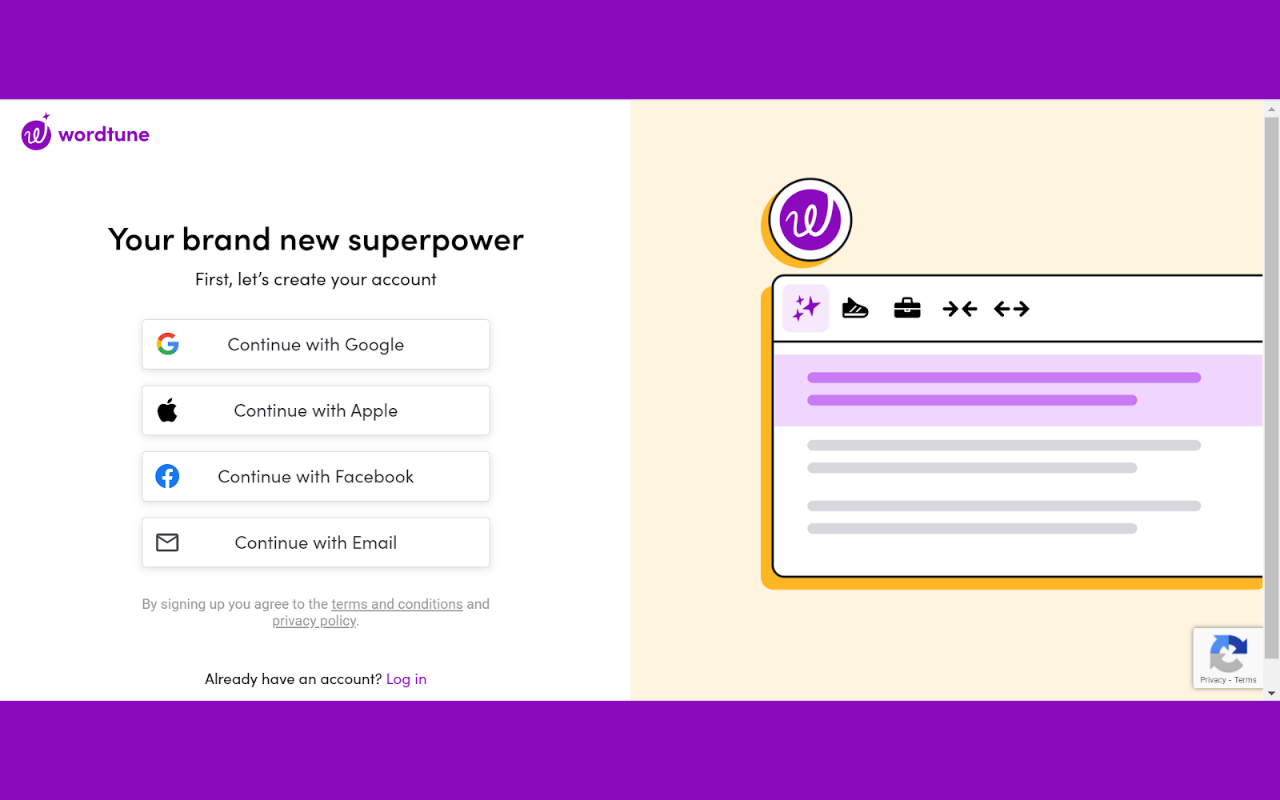 wordtune
Your brand new superpower
First, let’s create your account
Continue with Google
Continue with Apple
Continue with Facebook
Continue with Email
By signing up you agree to the terms and conditions and
privacy policy.
Already have an account? Log in
Privacy - Terms